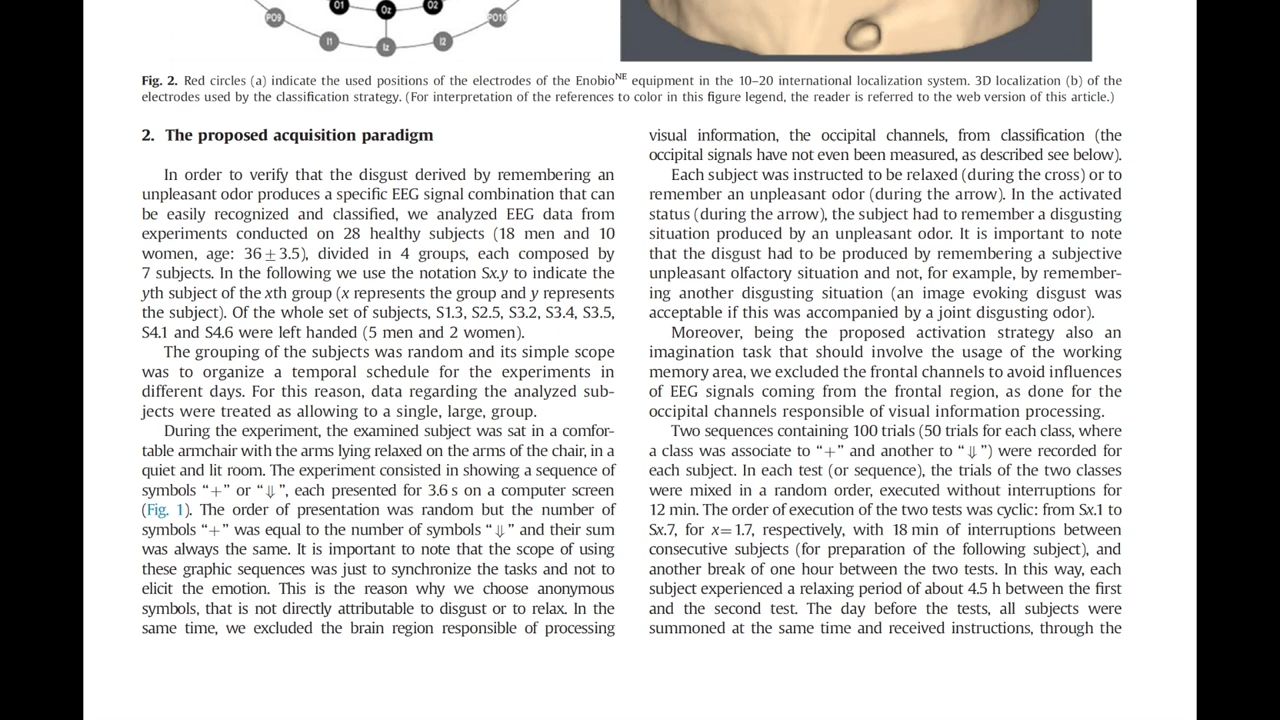 O1
Oz
O2
PO9
PO10
I1
Iz
I2
Fig. 2. Red circles (a) indicate the used positions of the electrodes of the EnobioNE equipment in the 10–20 international localization system. 3D localization (b) of the
electrodes used by the classification strategy. (For interpretation of the references to color in this figure legend, the reader is referred to the web version of this article.)
2. The proposed acquisition paradigm
In order to verify that the disgust derived by remembering an
unpleasant odor produces a specific EEG signal combination that can
be easily recognized and classified, we analyzed EEG data from
experiments conducted on 28 healthy subjects (18 men and 10
women, age: 36±3.5), divided in 4 groups, each composed by
7 subjects. In the following we use the notation Sx.y to indicate the
yth subject of the xth group (x represents the group and y represents
the subject). Of the whole set of subjects, S1.3, S2.5, S3.2, S3.4, S3.5,
S4.1 and S4.6 were left handed (5 men and 2 women).
The grouping of the subjects was random and its simple scope
was to organize a temporal schedule for the experiments in
different days. For this reason, data regarding the analyzed sub-
jects were treated as allowing to a single, large, group.
During the experiment, the examined subject was sat in a comfor-
table armchair with the arms lying relaxed on the arms of the chair, in a
quiet and lit room. The experiment consisted in showing a sequence of
symbols “+” or “⇓”, each presented for 3.6 s on a computer screen
(Fig. 1). The order of presentation was random but the number of
symbols “+” was equal to the number of symbols “⇓” and their sum
was always the same. It is important to note that the scope of using
these graphic sequences was just to synchronize the tasks and not to
elicit the emotion. This is the reason why we choose anonymous
symbols, that is not directly attributable to disgust or to relax. In the
same time, we excluded the brain region responsible of processing
visual information, the occipital channels, from classification (the
occipital signals have not even been measured, as described see below).
Each subject was instructed to be relaxed (during the cross) or to
remember an unpleasant odor (during the arrow). In the activated
status (during the arrow), the subject had to remember a disgusting
situation produced by an unpleasant odor. It is important to note
that the disgust had to be produced by remembering a subjective
unpleasant olfactory situation and not, for example, by remember-
ing another disgusting situation (an image evoking disgust was
acceptable if this was accompanied by a joint disgusting odor).
Moreover, being the proposed activation strategy also an
imagination task that should involve the usage of the working
memory area, we excluded the frontal channels to avoid influences
of EEG signals coming from the frontal region, as done for the
occipital channels responsible of visual information processing.
Two sequences containing 100 trials (50 trials for each class, where
a class was associate to “+” and another to “⇓”) were recorded for
each subject. In each test (or sequence), the trials of the two classes
were mixed in a random order, executed without interruptions for
12 min. The order of execution of the two tests was cyclic: from Sx.1 to
Sx.7, for x=1.7, respectively, with 18 min of interruptions between
consecutive subjects (for preparation of the following subject), and
another break of one hour between the two tests. In this way, each
subject experienced a relaxing period of about 4.5 h between the first
and the second test. The day before the tests, all subjects were
summoned at the same time and received instructions, through the